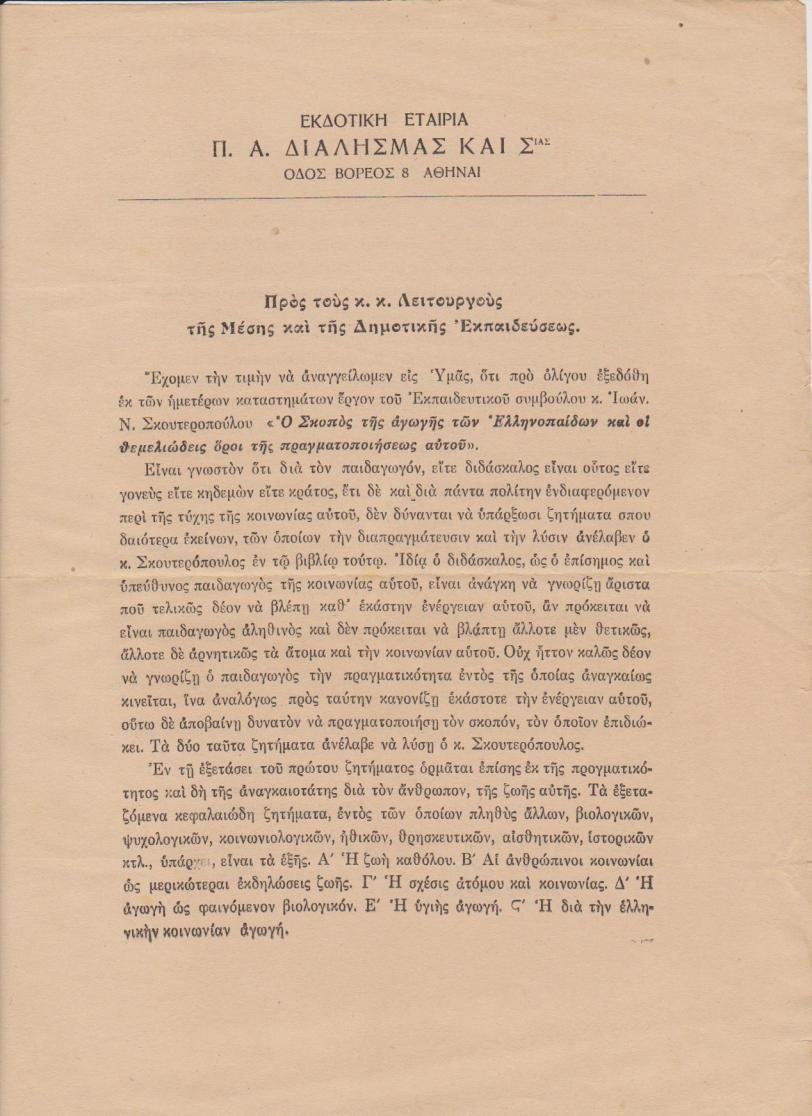 ΕΚΔΟΤΙΚΗ ΕΤΑΙΡΙΑ
Π. Α. ΔΙΑΛΗΣΜΑΣ ΚΑΙ ΣΙΑΣ
ΟΔΟΣ ΒΟΡΕΟΣ 8 ΑΘΗΝΑΙ
Πρὸς τοὺς κ. κ. Λειτουργοὺς
τῆς Μέσης καὶ τῆς Δημοτικῆς Ἐκπαιδεύσεως.
Ἔχομεν τὴν τιμὴν νὰ ἀναγγείλωμεν εἰς Ὑμᾶς, ὅτι πρὸ ὀλίγου ἐξεδόθη
ἐκ τῶν ἡμετέρων καταστημάτων ἔργον τοῦ Ἐκπαιδευτικοῦ συμβούλου κ. Ἰωάν.
Ν. Σκουτεροπούλου «Ὁ Σκοπὸς τῆς ἀγωγῆς τῶν Ἑλληνοπαίδων καὶ οἱ
θεμελιώδεις ὅροι τῆς πραγματοποιήσεως αὐτοῦ».
Εἶναι γνωστὸν ὅτι διὰ τὸν παιδαγωγόν, εἴτε διδάσκαλος εἶναι οὗτος εἴτε
γονεὺς εἴτε κηδεμὼν εἴτε κράτος, ἔτι δὲ καὶ διὰ πάντα πολίτην ἐνδιαφερόμενον
περὶ τῆς τύχης τῆς κοινωνίας αὐτοῦ, δὲν δύνανται νὰ ὑπάρξωσι ζητήματα σπου
δαιότερα ἐκείνων, τῶν ὁποίων τὴν διαπραγμάτευσιν καὶ τὴν λύσιν ἀνέλαβεν ὁ
κ. Σκουτερόπουλος ἐν τῷ βιβλίῳ τούτῳ. Ἰδίᾳ ὁ διδάσκαλος, ὡς ὁ ἐπίσημος καὶ
ὑπεύθυνος παιδαγωγὸς τῆς κοινωνίας αὐτοῦ, εἶναι ἀνάγκη νὰ γνωρίζῃ ἄριστα
ποῦ τελικῶς δέον νὰ βλέπῃ καθ' ἑκάστην ἐνέργειαν αὐτοῦ, ἂν πρόκειται νὰ
εἶναι παιδαγωγὸς ἀληθινὸς καὶ δὲν πρόκειται νὰ βλάπτῃ ἄλλοτε μὲν θετικῶς,
ἄλλοτε δὲ ἀρνητικῶς τὰ ἄτομα καὶ τὴν κοινωνίαν αὐτοῦ. Οὐχ ἧττον καλῶς δέον
νὰ γνωρίζῃ ὁ παιδαγωγὸς τὴν πραγματικότητα ἐντὸς τῆς ὁποίας ἀναγκαίως
κινεῖται, ἵνα ἀναλόγως πρὸς ταύτην κανονίζῃ ἑκάστοτε τὴν ἐνέργειαν αὐτοῦ,
οὕτω δὲ ἀποβαίνῃ δυνατὸν νὰ πραγματοποιήσῃ τὸν σκοπόν, τὸν ὁποῖον ἐπιδιώ-
κει. Τὰ δύο ταῦτα ζητήματα ἀνέλαβε νὰ λύσῃ ὁ κ. Σκουτερόπουλος.
Ἐν τῇ ἐξετάσει τοῦ πρώτου ζητήματος ὁρμᾶται ἐπίσης ἐκ τῆς προγματικό-
τητος καὶ δὴ τῆς ἀναγκαιοτάτης διὰ τὸν ἄνθρωπον, τῆς ζωῆς αὐτῆς. Τὰ ἐξετα-
ζόμενα κεφαλαιώδη ζητήματα, ἐντὸς τῶν ὁποίων πληθὺς ἄλλων, βιολογικῶν,
ψυχολογικῶν, κοινωνιολογικῶν, ἠθικῶν, θρησκευτικῶν, αἰσθητικῶν, ἱστορικῶν
κτλ., ὑπάρχει, εἶναι τὰ ἑξῆς. Α' Ἡ ζωὴ καθόλου. Β' Αἱ ἀνθρώπινοι κοινωνίαι
ὡς μερικώτεραι ἐκδηλώσεις ζωῆς. Γ' Ἡ σχέσις ἀτόμου καὶ κοινωνίας. Δ' Ἡ
ἀγωγὴ ὡς φαινόμενον βιολογικόν. Ε' Ἡ ὑγιὴς ἀγωγή. Ϛ' Ἡ διὰ τὴν ἑλλη-
νικὴν κοινωνίαν ἀγωγή.